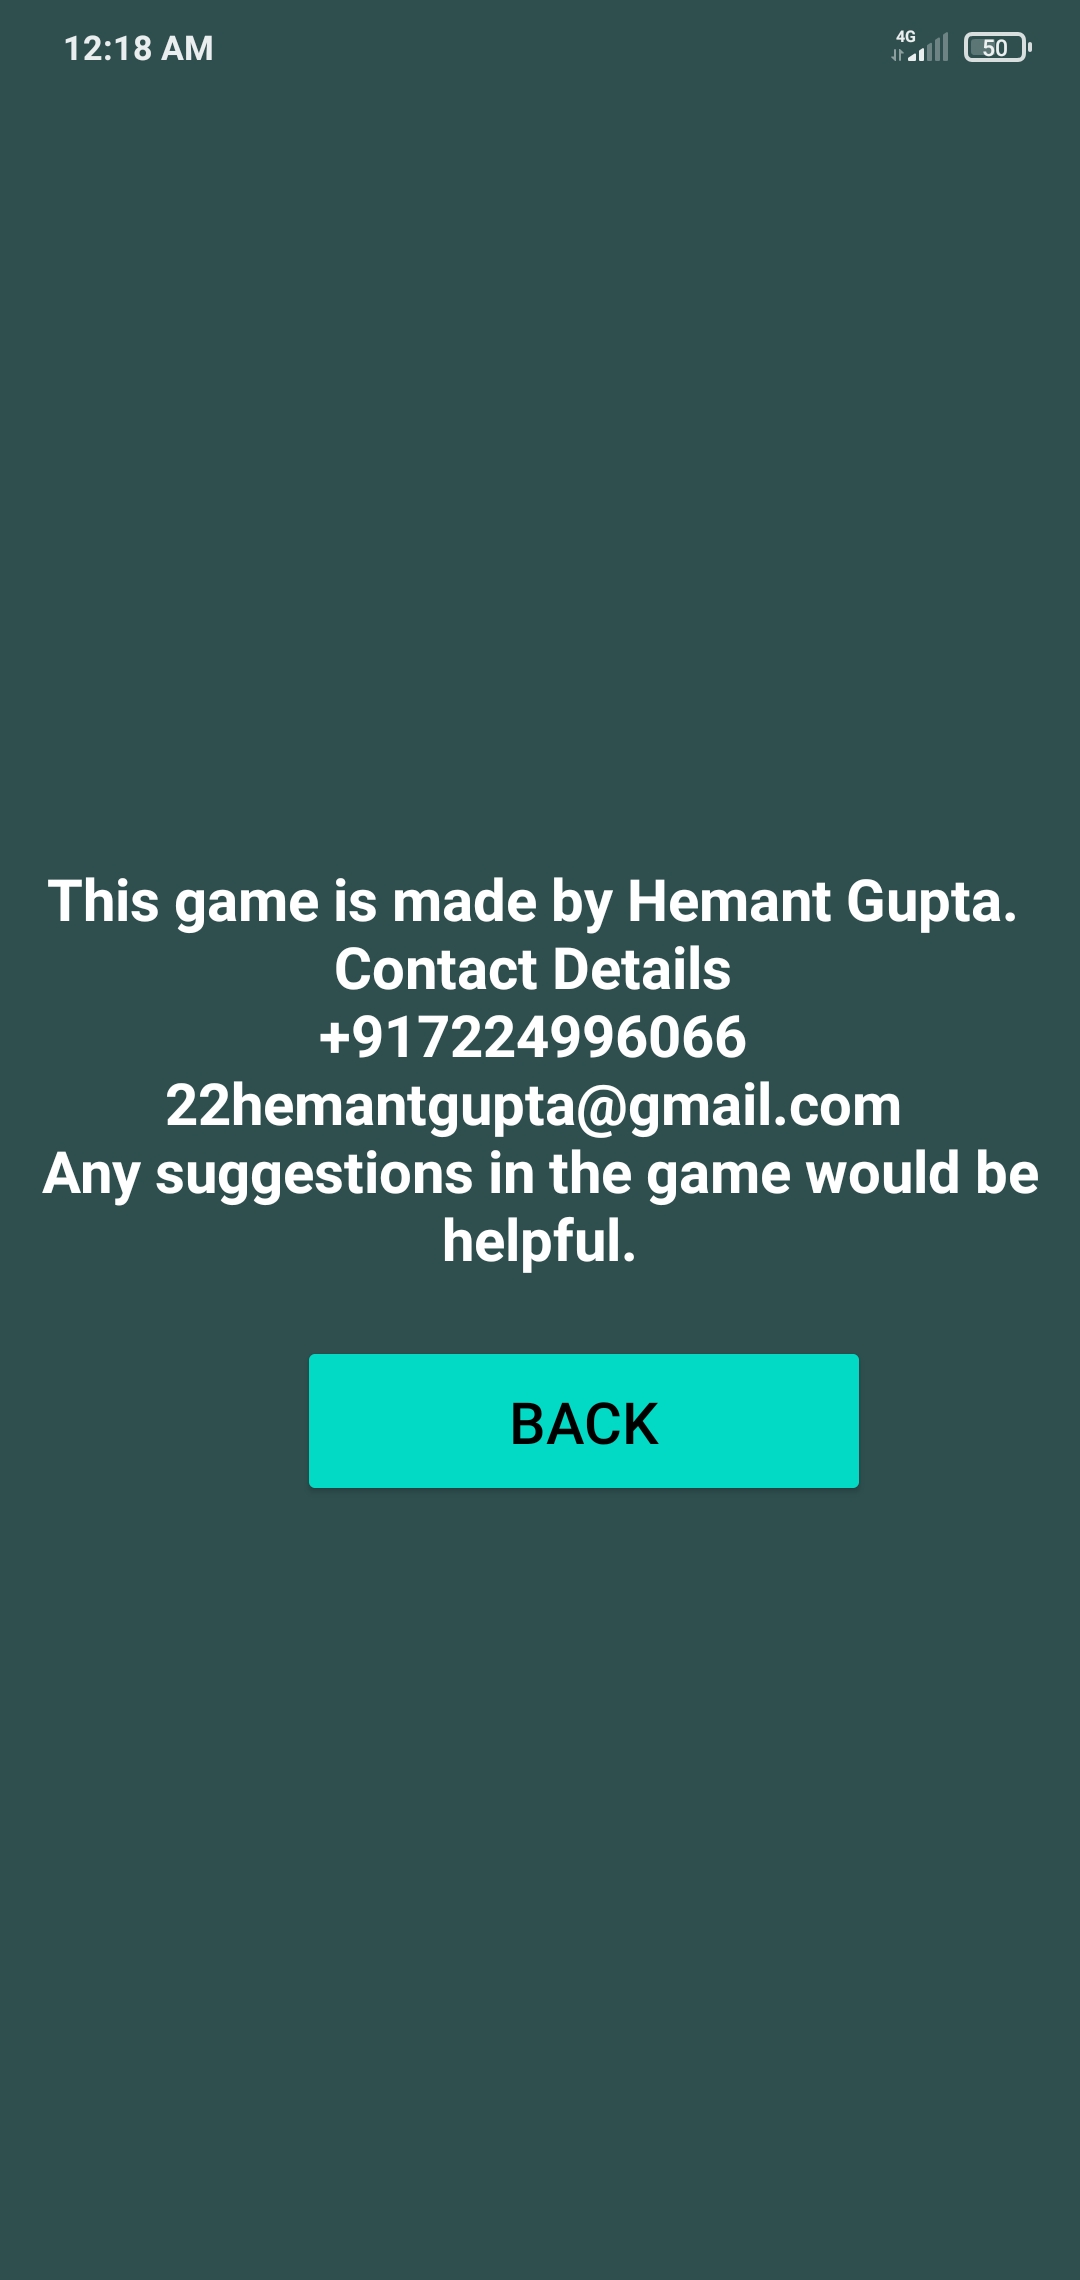 12:18 AM 4G 50
This game is made by Hemant Gupta.
Contact Details
+917224996066
22hemantgupta@gmail.com
Any suggestions in the game would be
helpful.
BACK